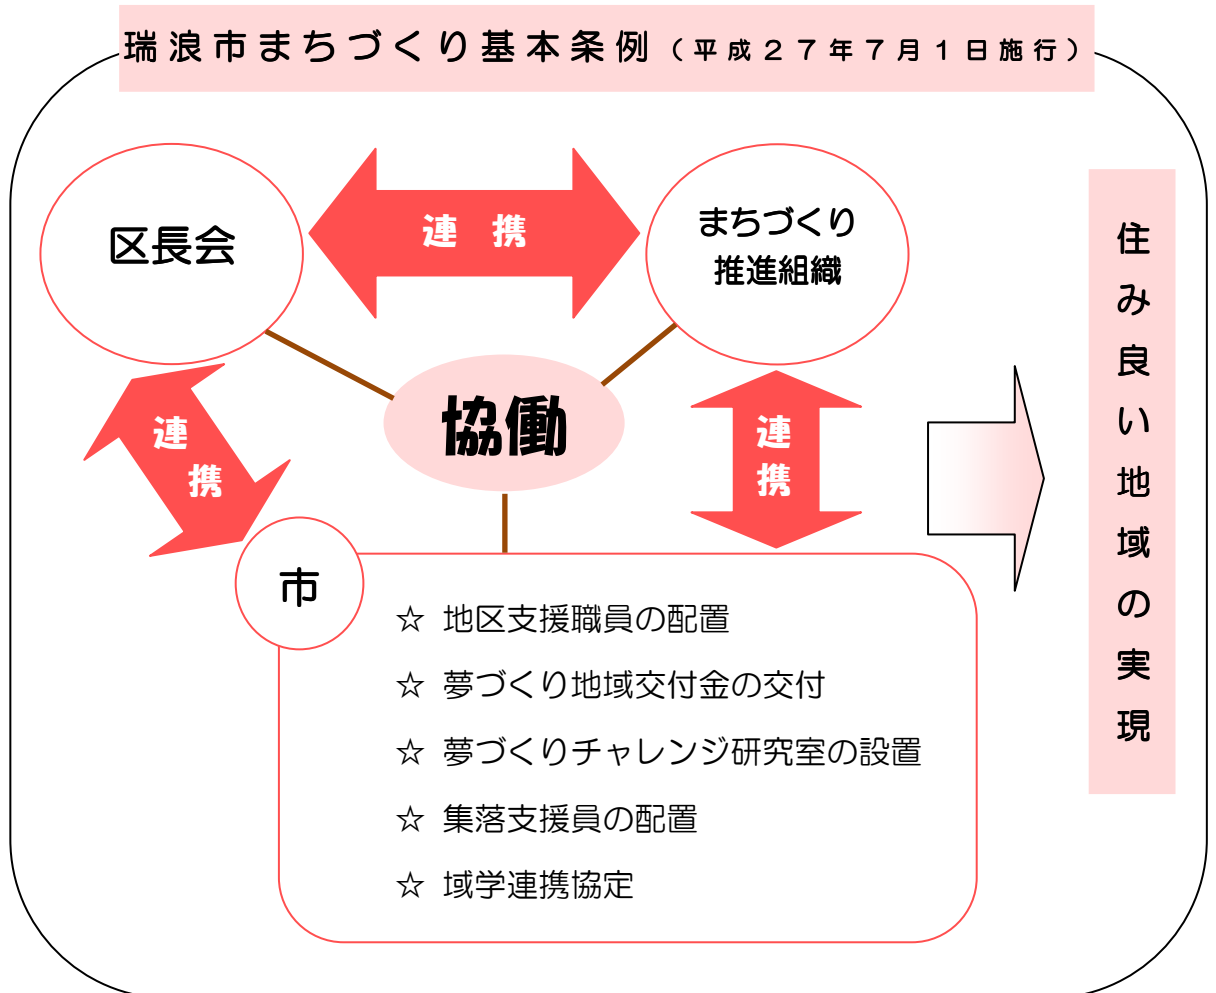 瑞浪市まちづくり基本条例（平成２７年７月１日施行）
区長会
連　携
まちづくり
推進組織
協働
連
携
連
携
市
☆ 地区支援職員の配置
☆ 夢づくり地域交付金の交付
☆ 夢づくりチャレンジ研究室の設置
☆ 集落支援員の配置
☆ 域学連携協定
住み良い地域の実現